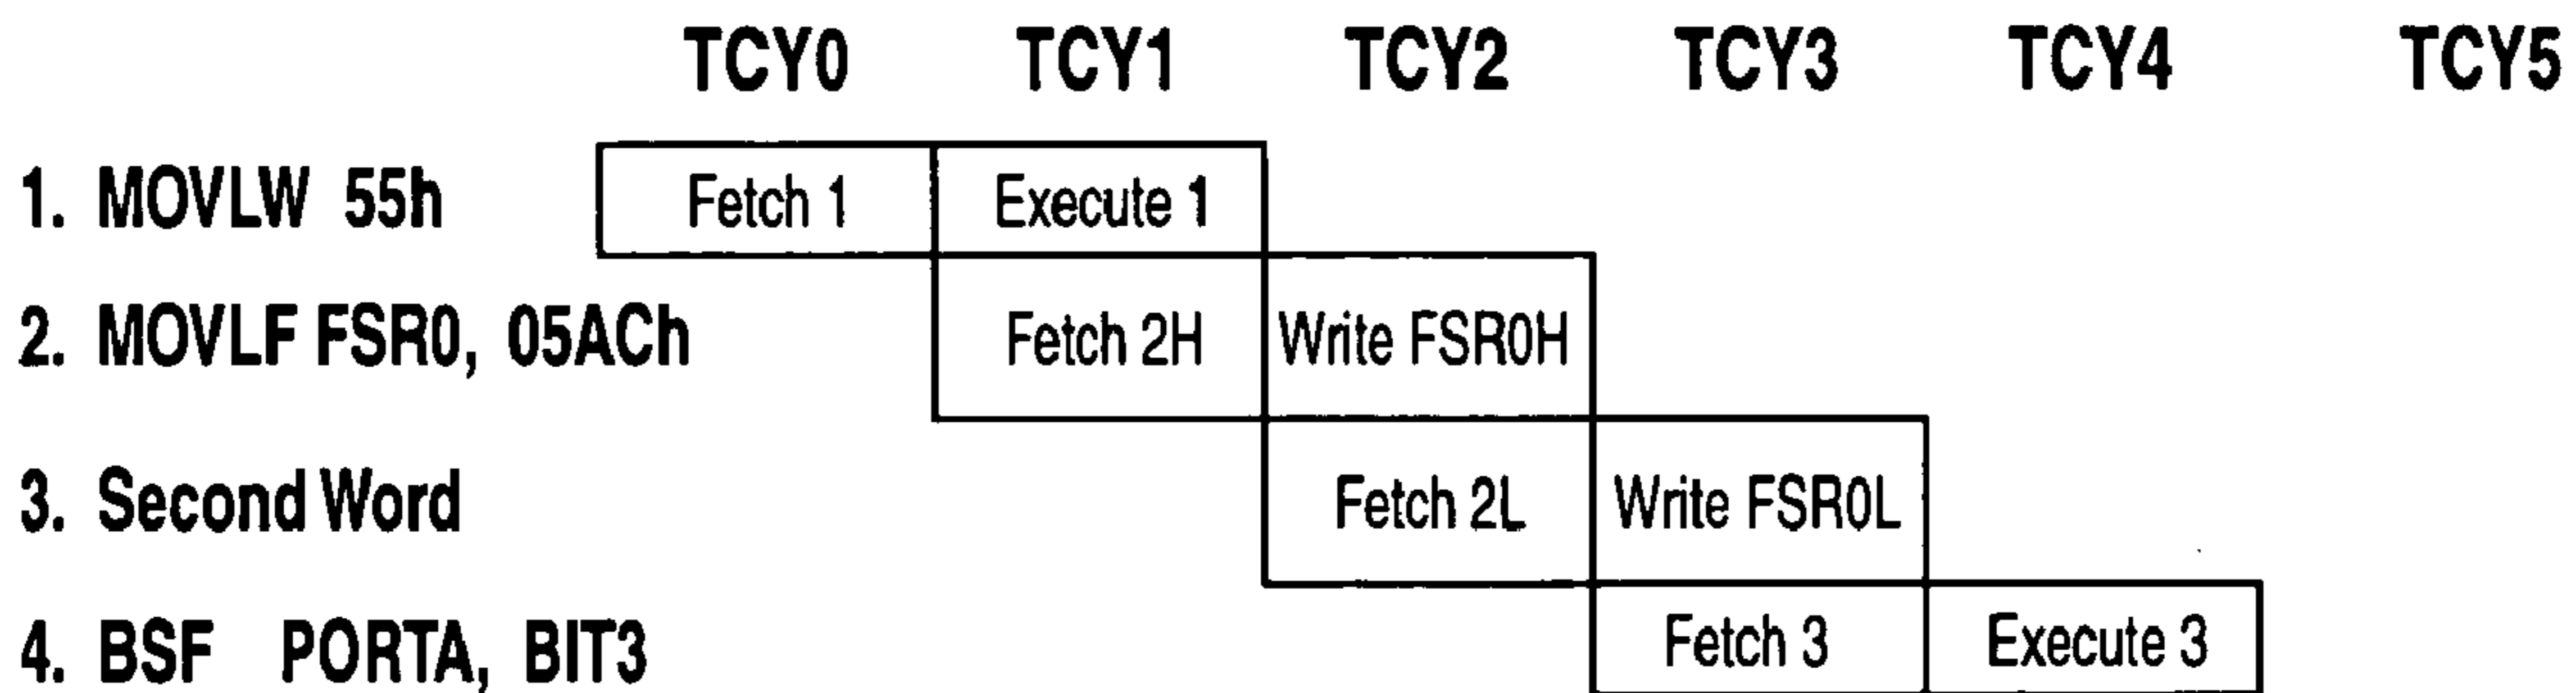 TCY0 TCY1 TCY2 TCY3 TCY4 TCY5
1. MOVLW 55h Fetch 1 Execute 1
2. MOVLF FSR0, 05ACh Fetch 2H Write FSR0H
3. Second Word Fetch 2L Write FSR0L
4. BSF PORTA, BIT3 Fetch 3 Execute 3